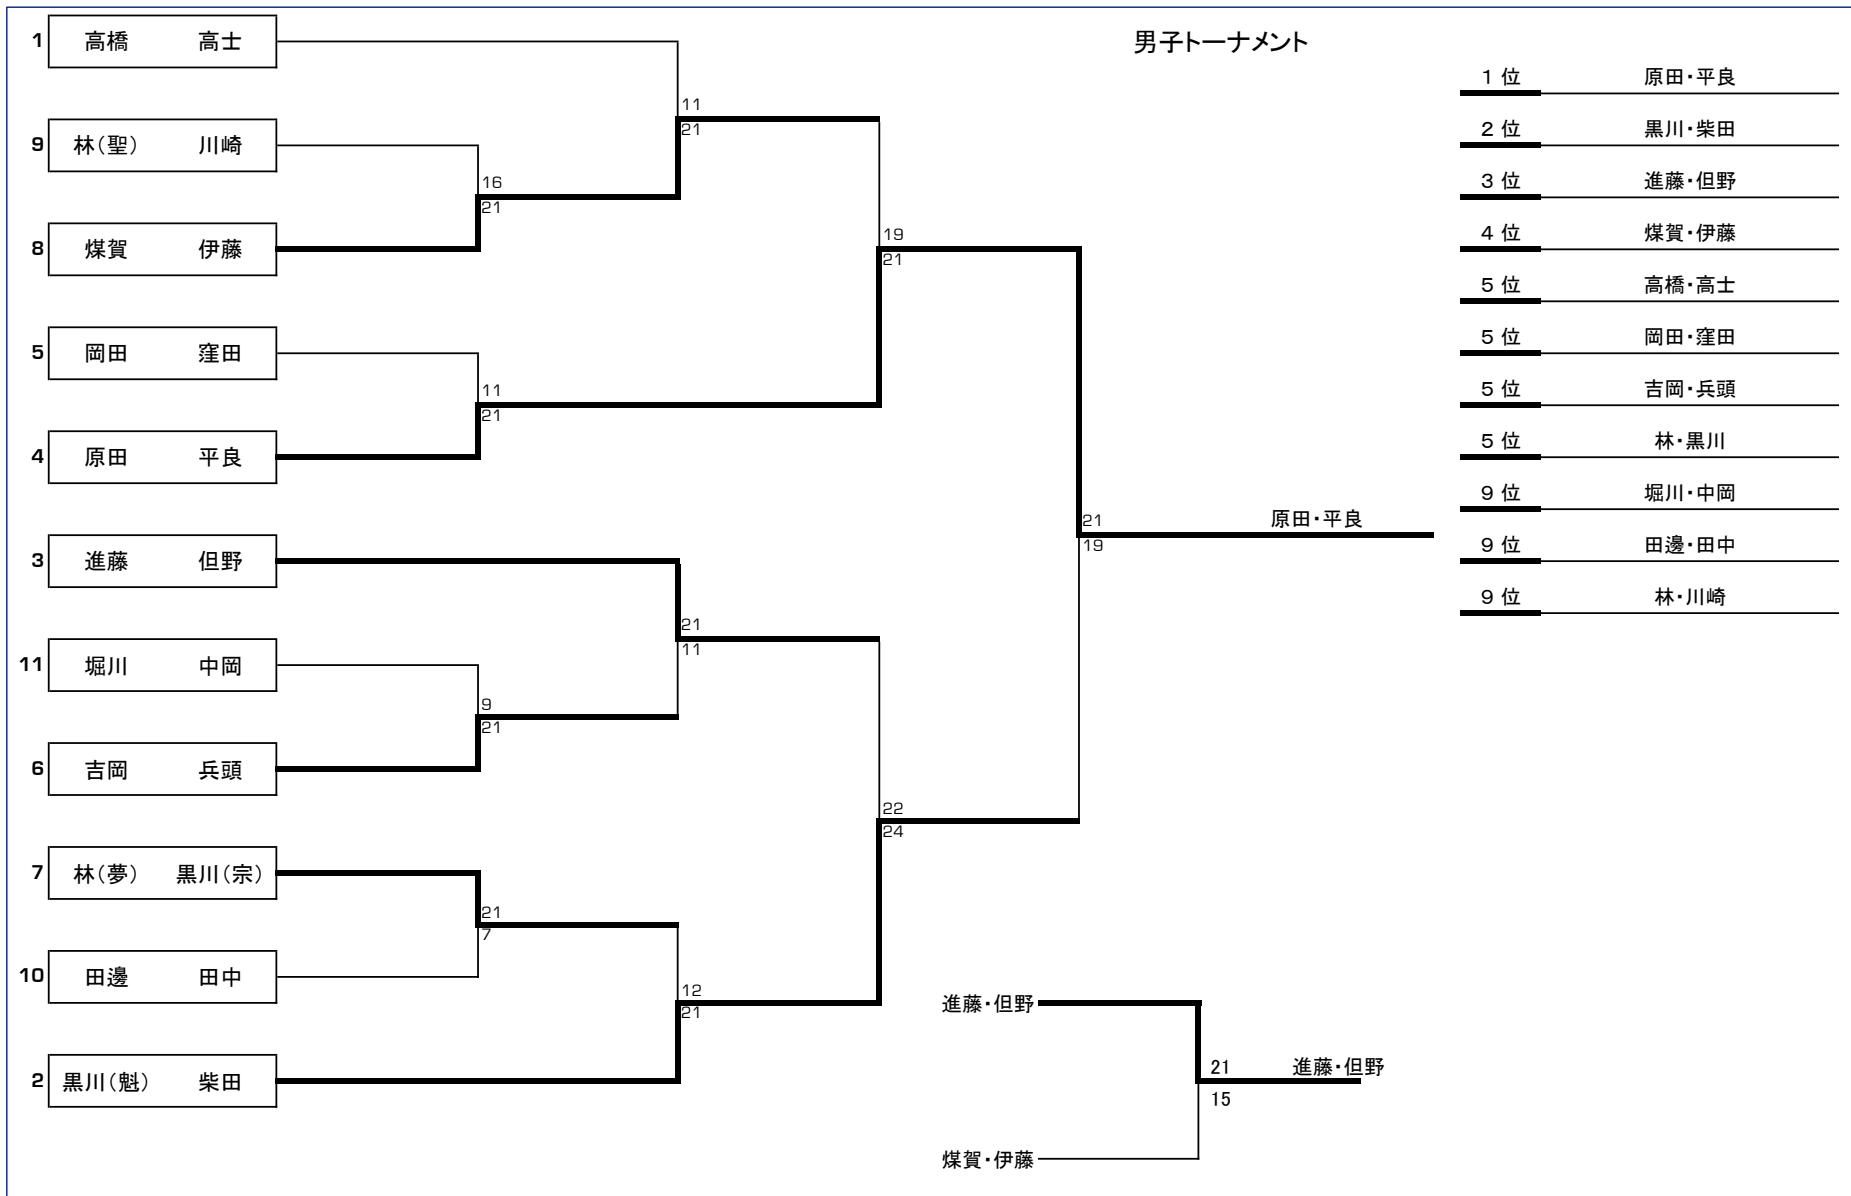 男子トーナメント
1 高橋 高士
11
21
9 林(聖) 川崎
16
21
8 煤賀 伊藤
19
21
5 岡田 窪田
11
21
4 原田 平良
21
19
原田・平良
3 進藤 但野
21
11
11 堀川 中岡
9
21
6 吉岡 兵頭
22
24
7 林(夢) 黒川(宗)
21
7
10 田邊 田中
12
21
2 黒川(魁) 柴田
進藤・但野
21
15
進藤・但野
煤賀・伊藤
1 位 原田・平良
2 位 黒川・柴田
3 位 進藤・但野
4 位 煤賀・伊藤
5 位 高橋・高士
5 位 岡田・窪田
5 位 吉岡・兵頭
5 位 林・黒川
9 位 堀川・中岡
9 位 田邊・田中
9 位 林・川崎